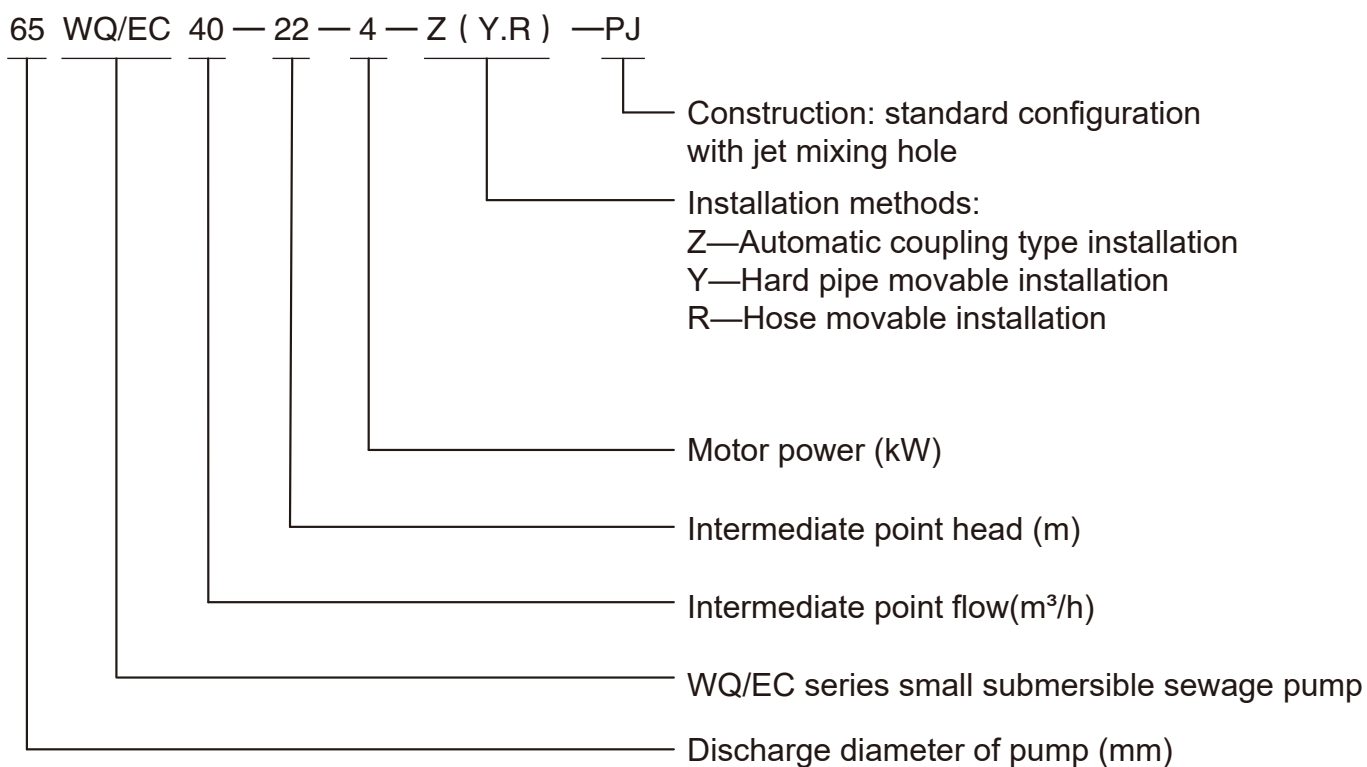 65 WQ/EC 40 — 22 — 4 — Z ( Y.R ) —PJ
Construction: standard configuration
with jet mixing hole
Installation methods:
Z—Automatic coupling type installation
Y—Hard pipe movable installation
R—Hose movable installation
Motor power (kW)
Intermediate point head (m)
Intermediate point flow(m³/h)
WQ/EC series small submersible sewage pump
Discharge diameter of pump (mm)